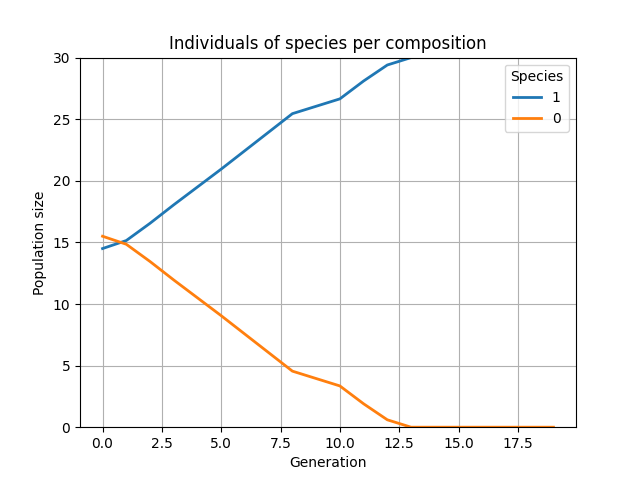 Individuals of species per composition
Species
1
0
30
25
20
15
10
5
0
Population size
0.0 2.5 5.0 7.5 10.0 12.5 15.0 17.5
Generation